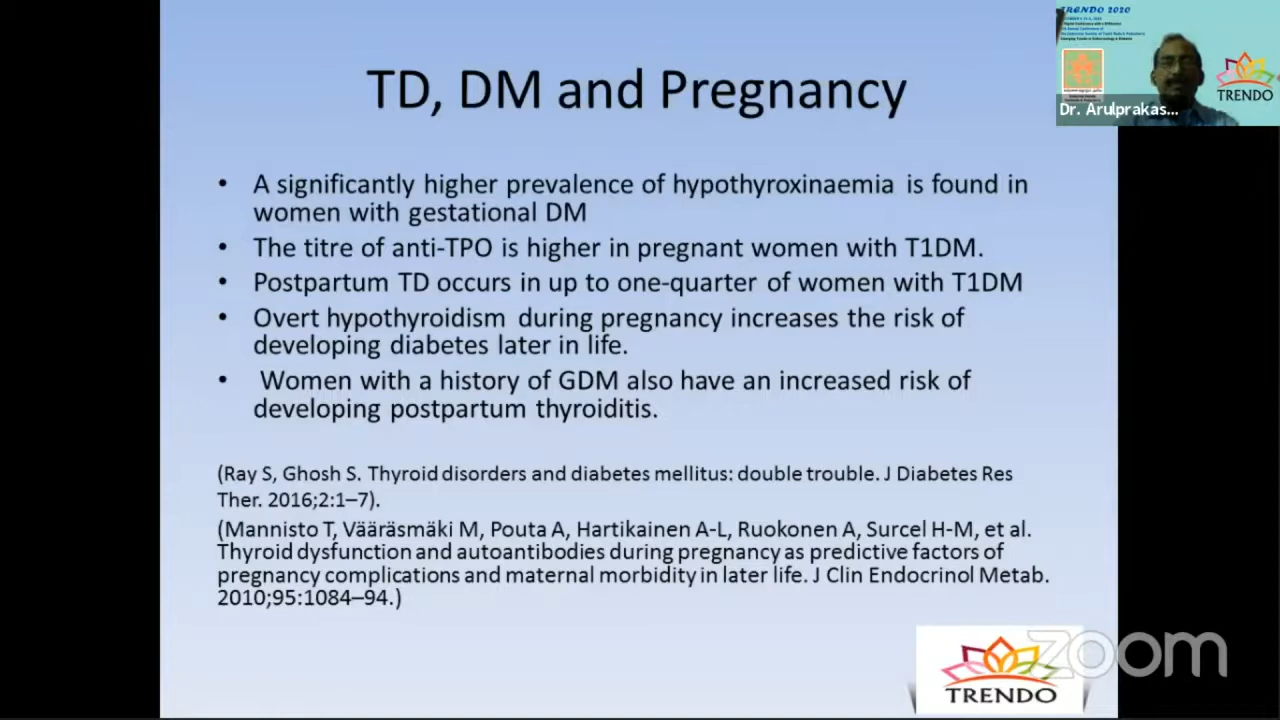 TD, DM and Pregnancy
• A significantly higher prevalence of hypothyroxinaemia is found in
women with gestational DM
• The titre of anti-TPO is higher in pregnant women with T1DM.
• Postpartum TD occurs in up to one-quarter of women with T1DM
• Overt hypothyroidism during pregnancy increases the risk of
developing diabetes later in life.
• Women with a history of GDM also have an increased risk of
developing postpartum thyroiditis.
(Ray S, Ghosh S. Thyroid disorders and diabetes mellitus: double trouble. J Diabetes Res
Ther. 2016;2:1–7).
(Mannisto T, Vääräsmäki M, Pouta A, Hartikainen A-L, Ruokonen A, Surcel H-M, et al.
Thyroid dysfunction and autoantibodies during pregnancy as predictive factors of
pregnancy complications and maternal morbidity in later life. J Clin Endocrinol Metab.
2010;95:1084–94.)
TRENDO
zoom
TRENDO 2020
TRENDO
Dr. Arulprakas...